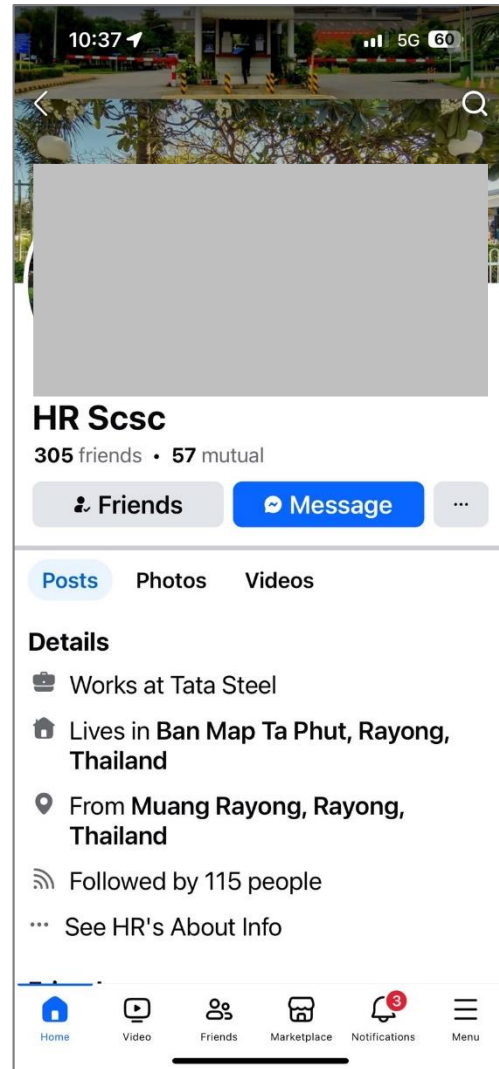 10:37
5G 60
HR Scsc
305 friends • 57 mutual
Friends
Message
...
Posts Photos Videos
Details
Works at Tata Steel
Lives in Ban Map Ta Phut, Rayong,
Thailand
From Muang Rayong, Rayong,
Thailand
Followed by 115 people
... See HR's About Info
3
Home Video Friends Marketplace Notifications Menu